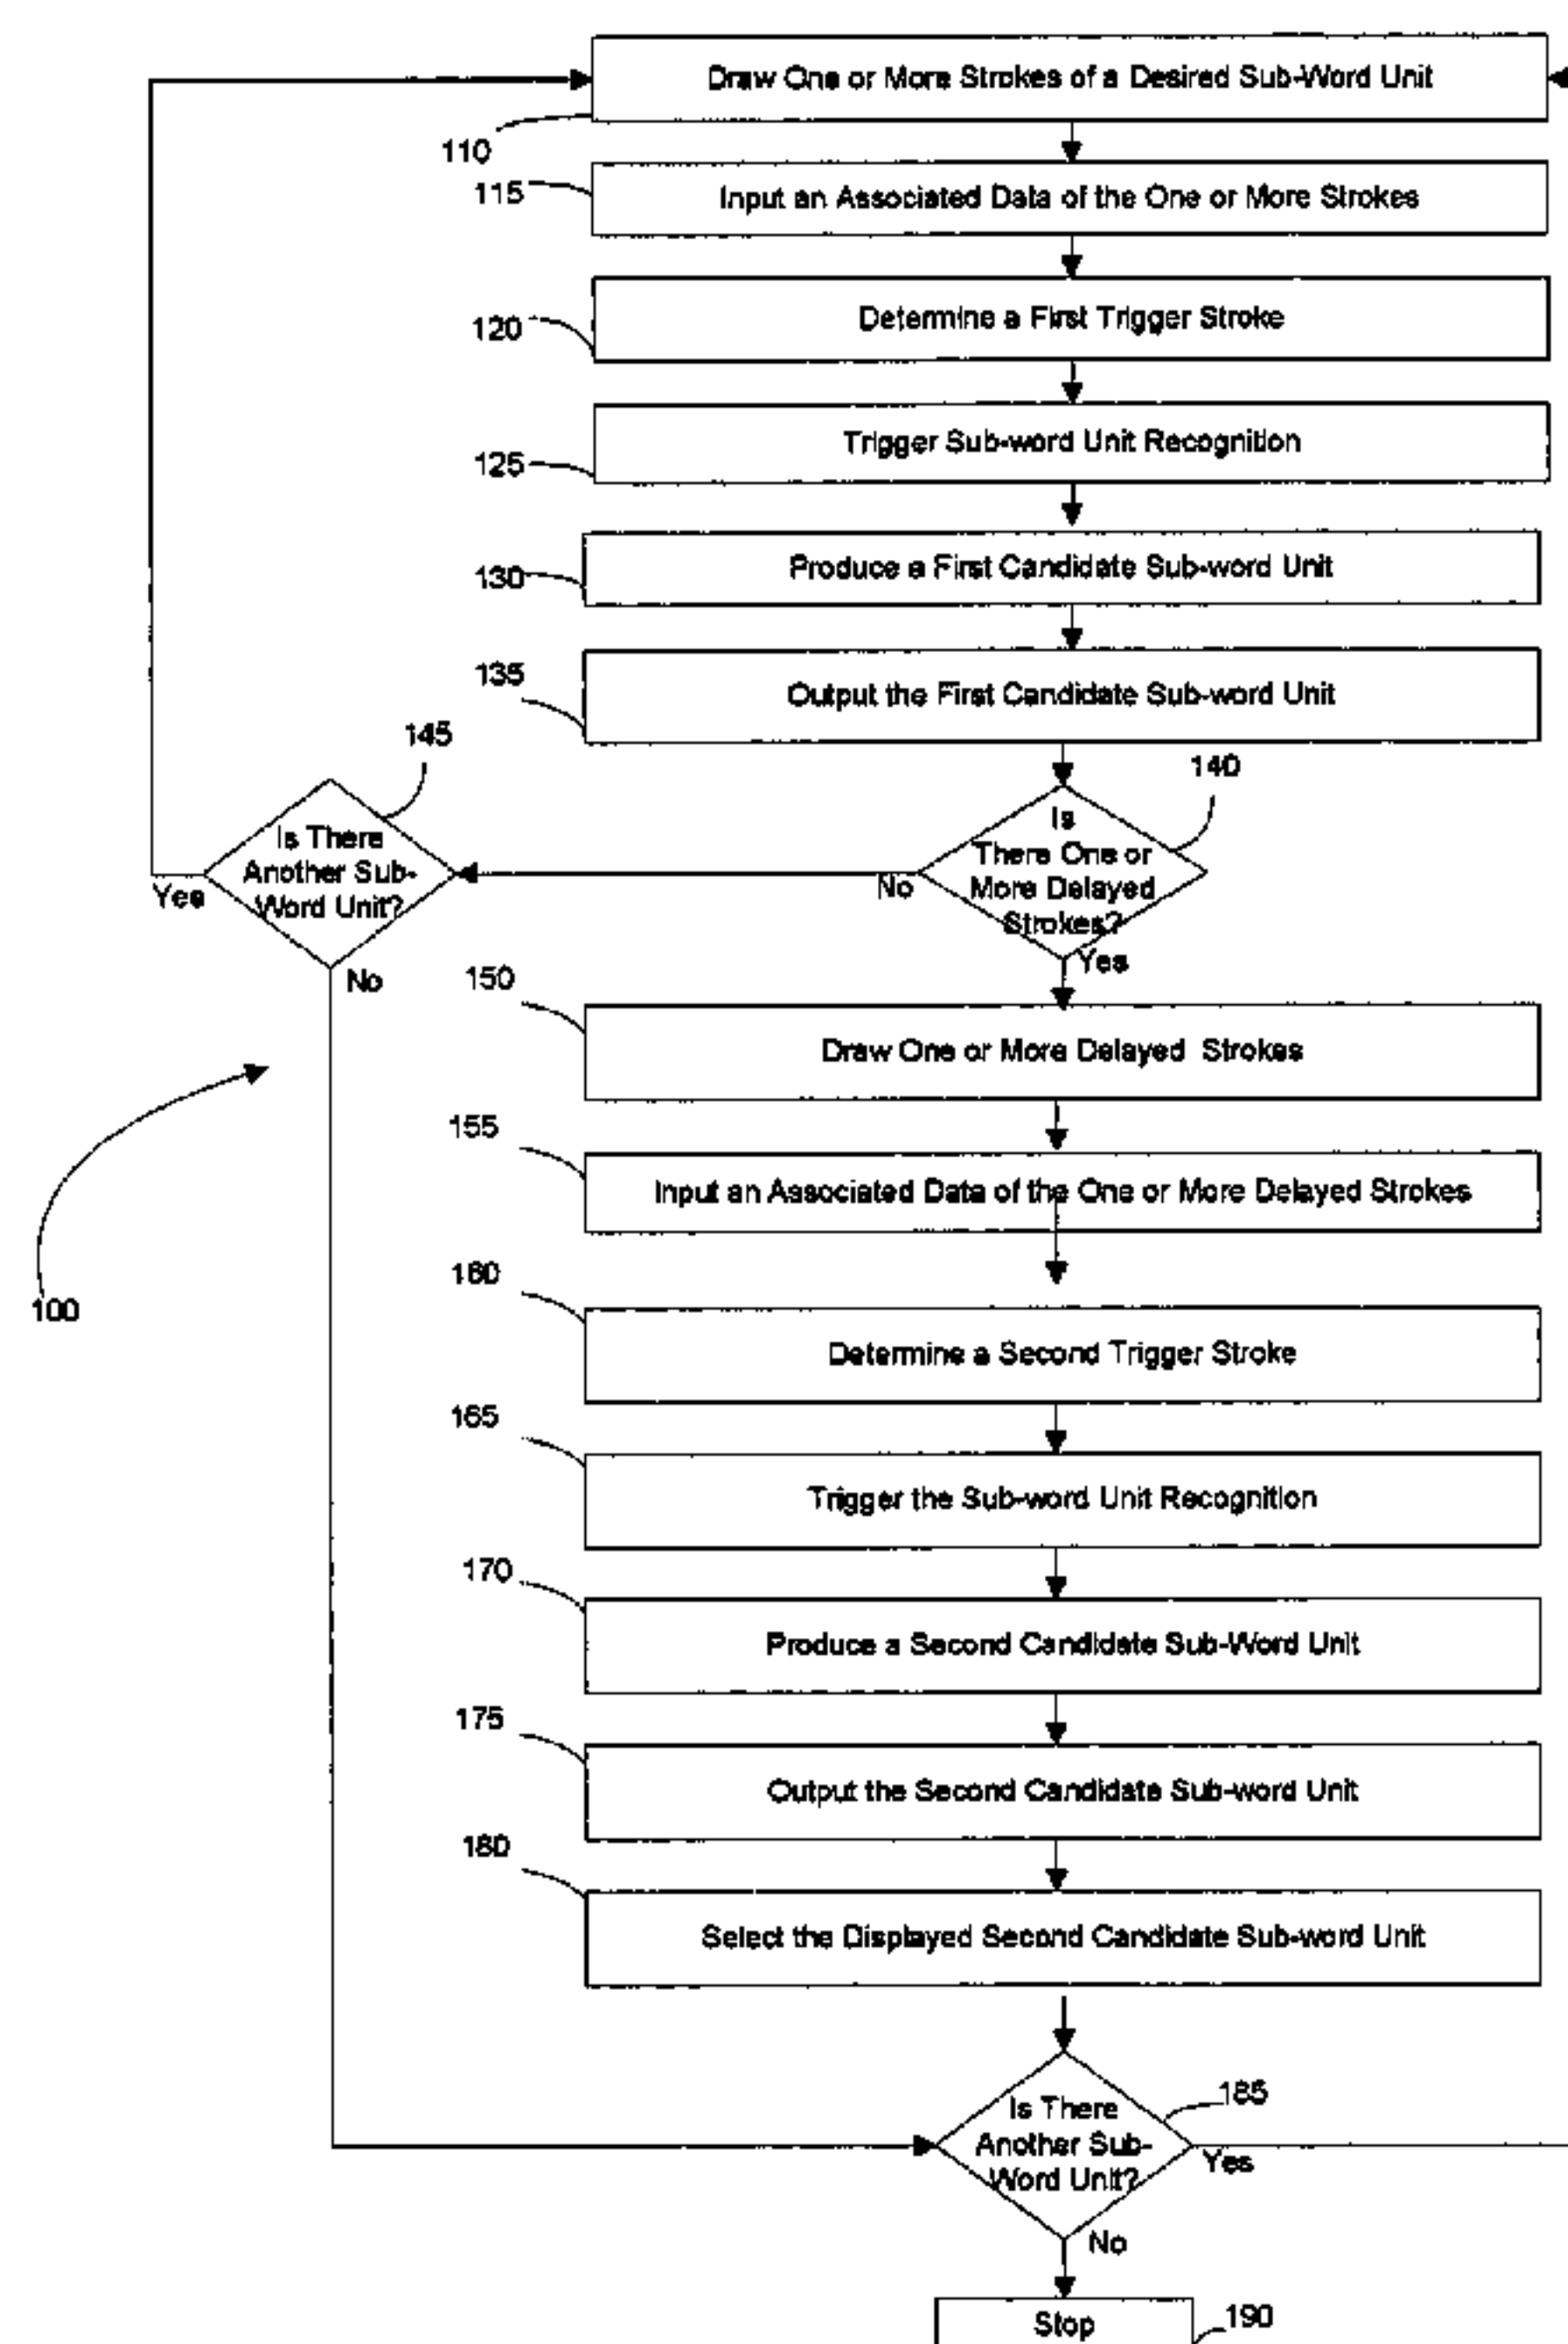 Draw One or More Strokes of a Desired Sub-Word Unit
110
115
Input an Associated Data of the One or More Strokes
120
Determine a First Trigger Stroke
125
Trigger Sub-word Unit Recognition
130
Produce a First Candidate Sub-word Unit
135
Output the First Candidate Sub-word Unit
145
140
Is There
Another Sub-
Word Unit?
Yes
No
Is
There One or
More Delayed
Strokes?
No
Yes
150
Draw One or More Delayed Strokes
155
Input an Associated Data of the One or More Delayed Strokes
100
160
Determine a Second Trigger Stroke
165
Trigger the Sub-word Unit Recognition
170
Produce a Second Candidate Sub-Word Unit
175
Output the Second Candidate Sub-word Unit
180
Select the Displayed Second Candidate Sub-word Unit
185
Is There
Another Sub-
Word Unit?
Yes
No
Stop
190